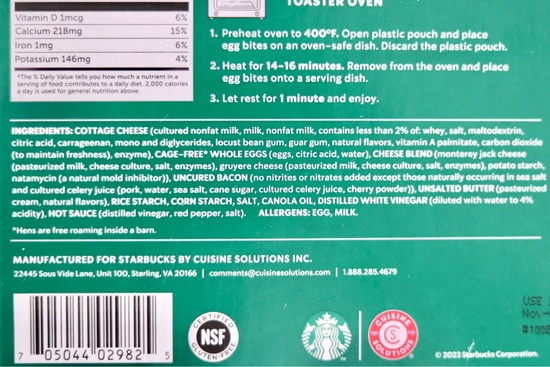 TOASTER OVEN
Vitamin D 1mcg 6%
Calcium 218mg 15%
Iron 1mg 6%
Potassium 146mg 4%
*The % Daily Value tells you how much a nutrient in a
serving of food contributes to a daily diet. 2,000 calories
a day is used for general nutrition advice.
1. Preheat oven to 400°F. Open plastic pouch and place
egg bites on an oven-safe dish. Discard the plastic pouch.
2. Heat for 14-16 minutes. Remove from the oven and place
egg bites onto a serving dish.
3. Let rest for 1 minute and enjoy.
INGREDIENTS: COTTAGE CHEESE (cultured nonfat milk, milk, nonfat milk, contains less than 2% of: whey, salt, maltodextrin,
citric acid, carrageenan, mono and diglycerides, locust bean gum, guar gum, natural flavors, vitamin A palmitate, carbon dioxide
(to maintain freshness), enzyme), CAGE-FREE* WHOLE EGGS (eggs, citric acid, water), CHEESE BLEND (monterey jack cheese
(pasteurized milk, cheese culture, salt, enzymes), gruyere cheese (pasteurized milk, cheese culture, salt, enzymes), potato starch,
natamycin (a natural mold inhibitor)), UNCURED BACON (no nitrites or nitrates added except those naturally occurring in sea salt
and cultured celery juice (pork, water, sea salt, cane sugar, cultured celery juice, cherry powder)), UNSALTED BUTTER (pasteurized
cream, natural flavors), RICE STARCH, CORN STARCH, SALT, CANOLA OIL, DISTILLED WHITE VINEGAR (diluted with water to 4%
acidity), HOT SAUCE (distilled vinegar, red pepper, salt). ALLERGENS: EGG, MILK.
*Hens are free roaming inside a barn.
MANUFACTURED FOR STARBUCKS BY CUISINE SOLUTIONS INC.
22445 Sous Vide Lane, Unit 100, Sterling, VA 20166 | comments@cuisinesolutions.com | 1.888.285.4679
7 05044 02982 5
CERTIFIED
NSF
GLUTEN-FREE
CUISINE
CS
SOLUTIONS
USE
Nov
© 2023 Starbucks Corporation.